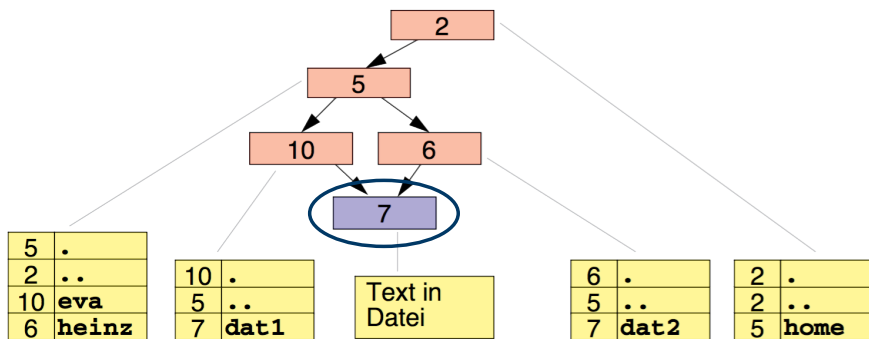 2
5
10
6
7
5 .
2 ..
10 eva
6 heinz
10 .
5 ..
7 dat1
Text in
Datei
6 .
5 ..
7 dat2
2 .
2 ..
5 home